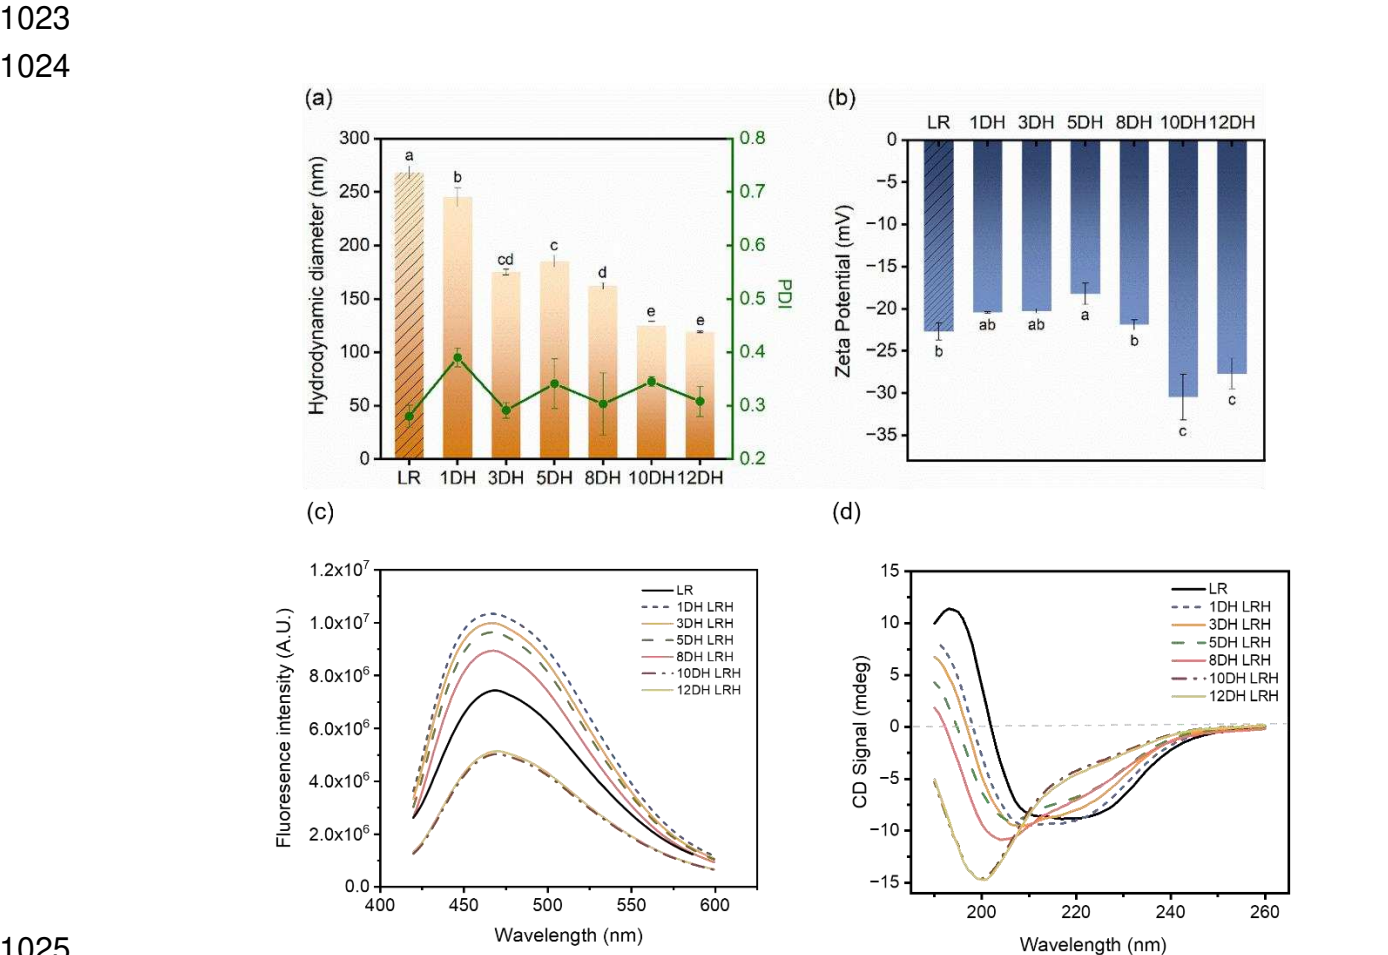 1023
1024
(a)
300
250
200
150
100
50
0
Hydrodynamic diameter (nm)
a
b
cd
c
d
e
e
0.8
0.7
0.6
0.5
0.4
0.3
0.2
PDI
LR 1DH 3DH 5DH 8DH 10DH 12DH
(b)
LR 1DH 3DH 5DH 8DH 10DH 12DH
0
−5
−10
−15
−20
−25
−30
−35
Zeta Potential (mV)
b
ab
ab
a
b
c
c
(c)
1.2x10⁷
1.0x10⁷
8.0x10⁶
6.0x10⁶
4.0x10⁶
2.0x10⁶
0.0
Fluorescence intensity (A.U.)
LR
1DH LRH
3DH LRH
5DH LRH
8DH LRH
10DH LRH
12DH LRH
400 450 500 550 600
Wavelength (nm)
(d)
15
10
5
0
−5
−10
−15
CD Signal (mdeg)
LR
1DH LRH
3DH LRH
5DH LRH
8DH LRH
10DH LRH
12DH LRH
200 220 240 260
Wavelength (nm)
1025